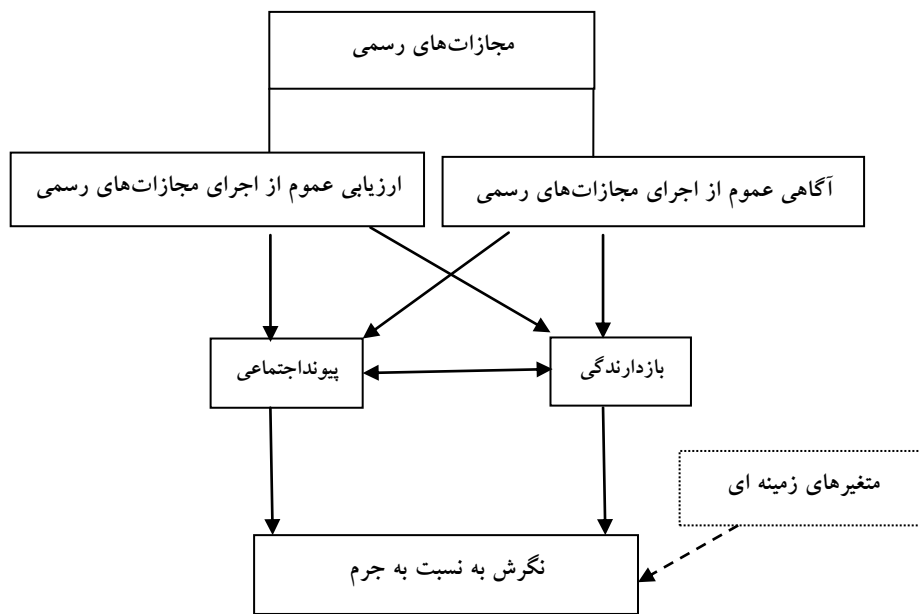 مجازات‌های رسمی
آگاهی عموم از اجرای مجازات‌های رسمی
ارزیابی عموم از اجرای مجازات‌های رسمی
بازدارندگی
پیونداجتماعی
متغیرهای زمینه ای
نگرش به نسبت به جرم